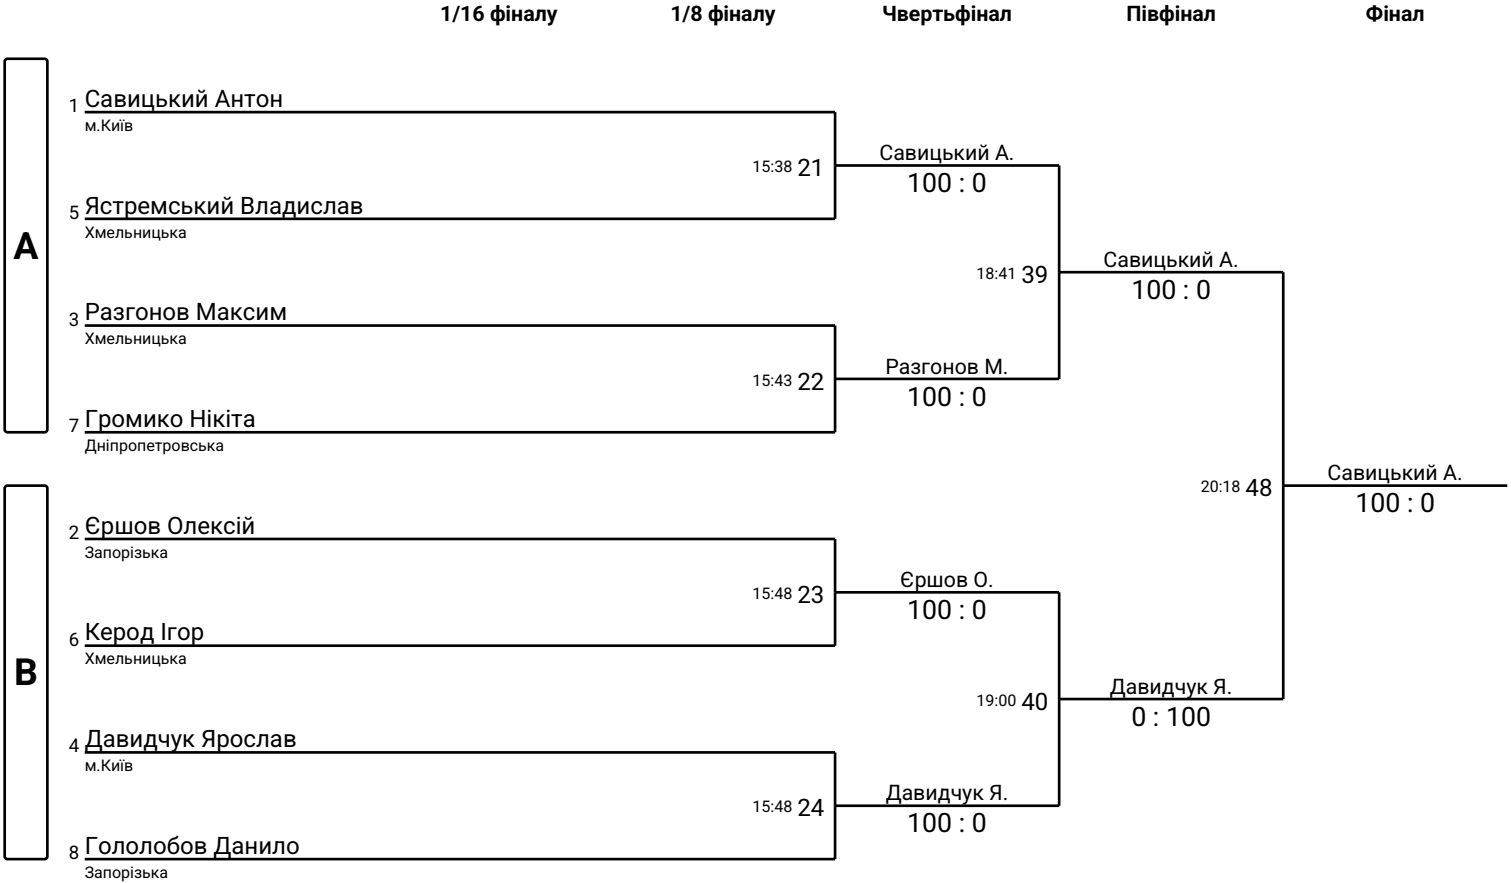 1/16 фіналу 1/8 фіналу Чвертьфінал Півфінал Фінал
1 Савицький Антон
м.Київ
15:38 21
Савицький А.
100 : 0
5 Ястремський Владислав
Хмельницька
A
18:41 39
Савицький А.
100 : 0
3 Разгонов Максим
Хмельницька
15:43 22
Разгонов М.
100 : 0
7 Громико Нікіта
Дніпропетровська
20:18 48
Савицький А.
100 : 0
2 Єршов Олексій
Запорізька
15:48 23
Єршов О.
100 : 0
6 Керод Ігор
Хмельницька
B
19:00 40
Давидчук Я.
0 : 100
4 Давидчук Ярослав
м.Київ
15:48 24
Давидчук Я.
100 : 0
8 Гололобов Данило
Запорізька